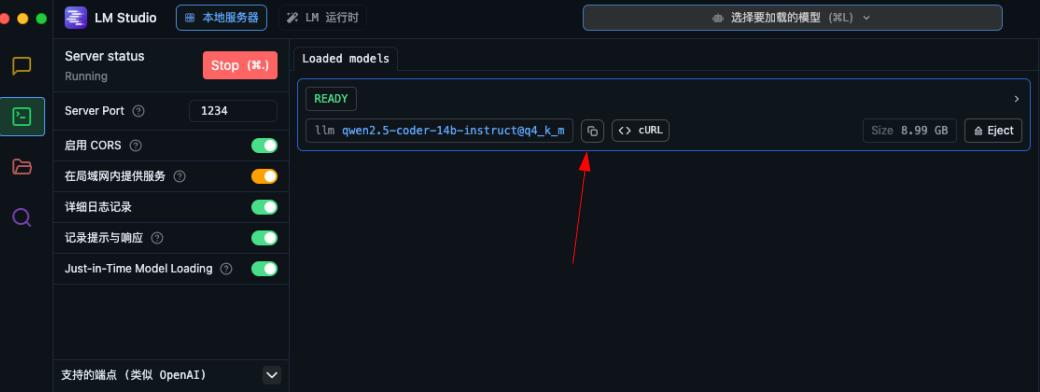 LM Studio
本地服务器
LM 运行时
选择要加载的模型 (⌘L)
Server status
Running
Stop (⌘.)
Server Port
1234
启用 CORS
在局域网内提供服务
详细日志记录
记录提示与响应
Just-in-Time Model Loading
支持的端点 (类似 OpenAI)
Loaded models
READY
llm qwen2.5-coder-14b-instruct@q4_k_m
cURL
Size 8.99 GB
Eject